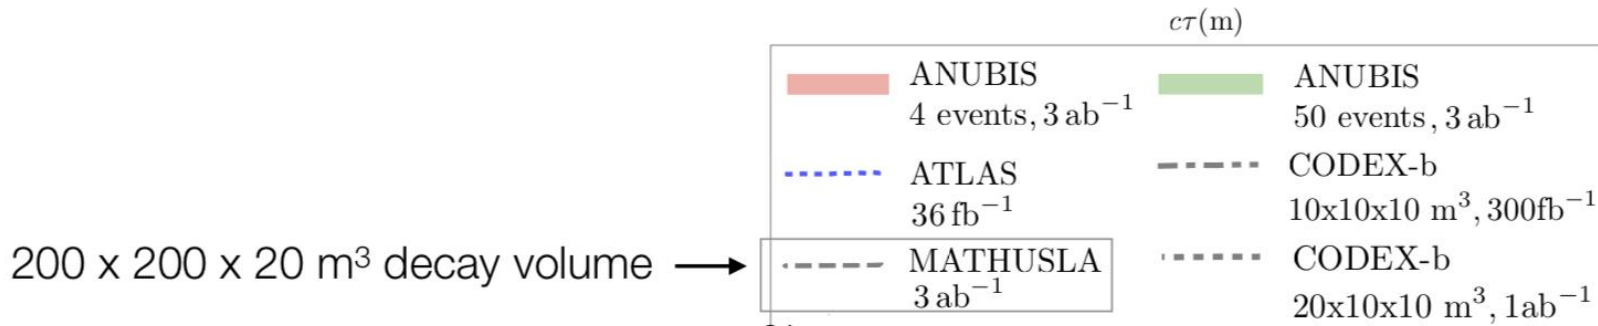 cτ(m)
ANUBIS
4 events, 3 ab⁻¹
ANUBIS
50 events, 3 ab⁻¹
ATLAS
36 fb⁻¹
CODEX-b
10x10x10 m³, 300fb⁻¹
200 x 200 x 20 m³ decay volume
MATHUSLA
3 ab⁻¹
CODEX-b
20x10x10 m³, 1ab⁻¹